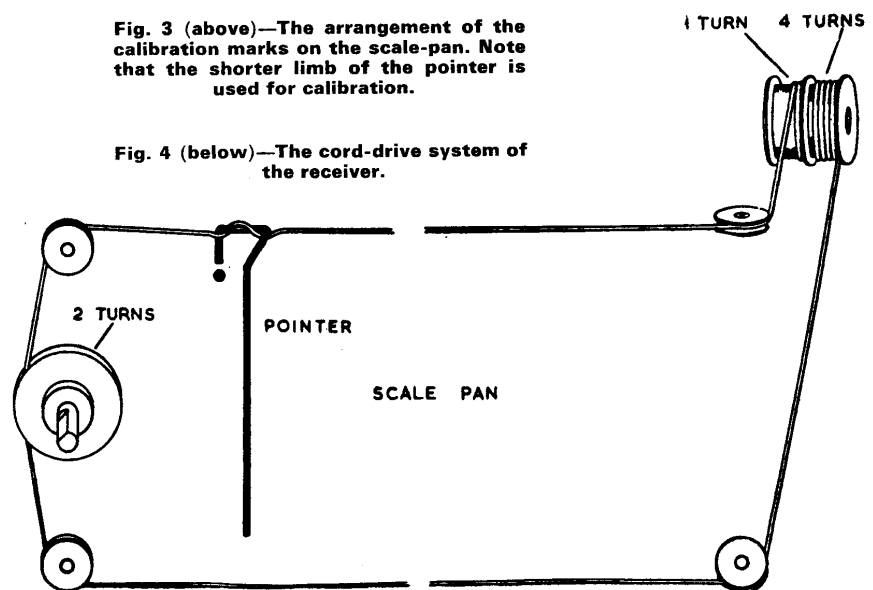 Fig. 3 (above)—The arrangement of the
calibration marks on the scale-pan. Note
that the shorter limb of the pointer is
used for calibration.
Fig. 4 (below)—The cord-drive system of
the receiver.
1 TURN 4 TURNS
2 TURNS
POINTER
SCALE PAN